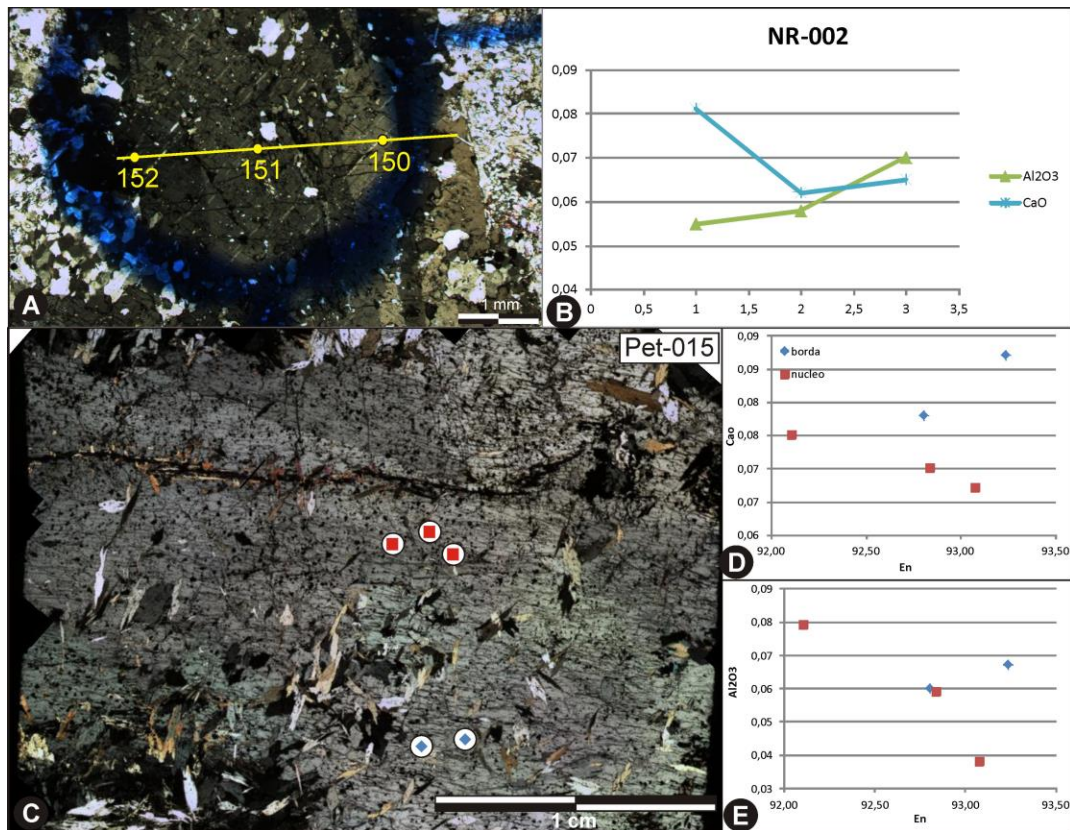 152
151
150
1 mm
A
NR-002
0,09
0,08
0,07
0,06
0,05
0,04
0
0,5
1
1,5
2
2,5
3
3,5
Al2O3
CaO
B
Pet-015
1 cm
C
borda
nucleo
0,09
0,09
0,08
0,08
0,07
0,07
0,06
Cao
92,00
92,50
93,00
93,50
En
D
0,09
0,08
0,07
0,06
0,05
0,04
0,03
Al2O3
92,00
92,50
93,00
93,50
En
E